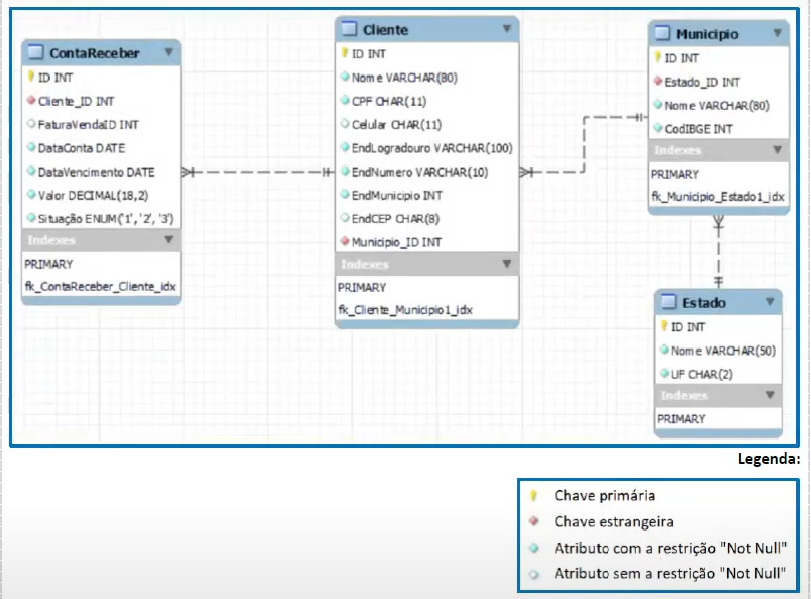 ContaReceber
ID INT
Cliente_ID INT
FaturaVendaID INT
DataConta DATE
DataVencimento DATE
Valor DECIMAL(18,2)
Situação ENUM('1', '2', '3')
Indexes
PRIMARY
fk_ContaReceber_Cliente_idx
Cliente
ID INT
Nome VARCHAR(80)
CPF CHAR(11)
Celular CHAR(11)
EndLogradouro VARCHAR(100)
EndNumero VARCHAR(10)
EndMunicipio INT
EndCEP CHAR(8)
Municipio_ID INT
Indexes
PRIMARY
fk_Cliente_Municipio1_idx
Municipio
ID INT
Estado_ID INT
Nome VARCHAR(80)
CodIBGE INT
Indexes
PRIMARY
fk_Municipio_Estado1_idx
Estado
ID INT
Nome VARCHAR(50)
UF CHAR(2)
Indexes
PRIMARY
Legenda:
Chave primária
Chave estrangeira
Atributo com a restrição "Not Null"
Atributo sem a restrição "Not Null"